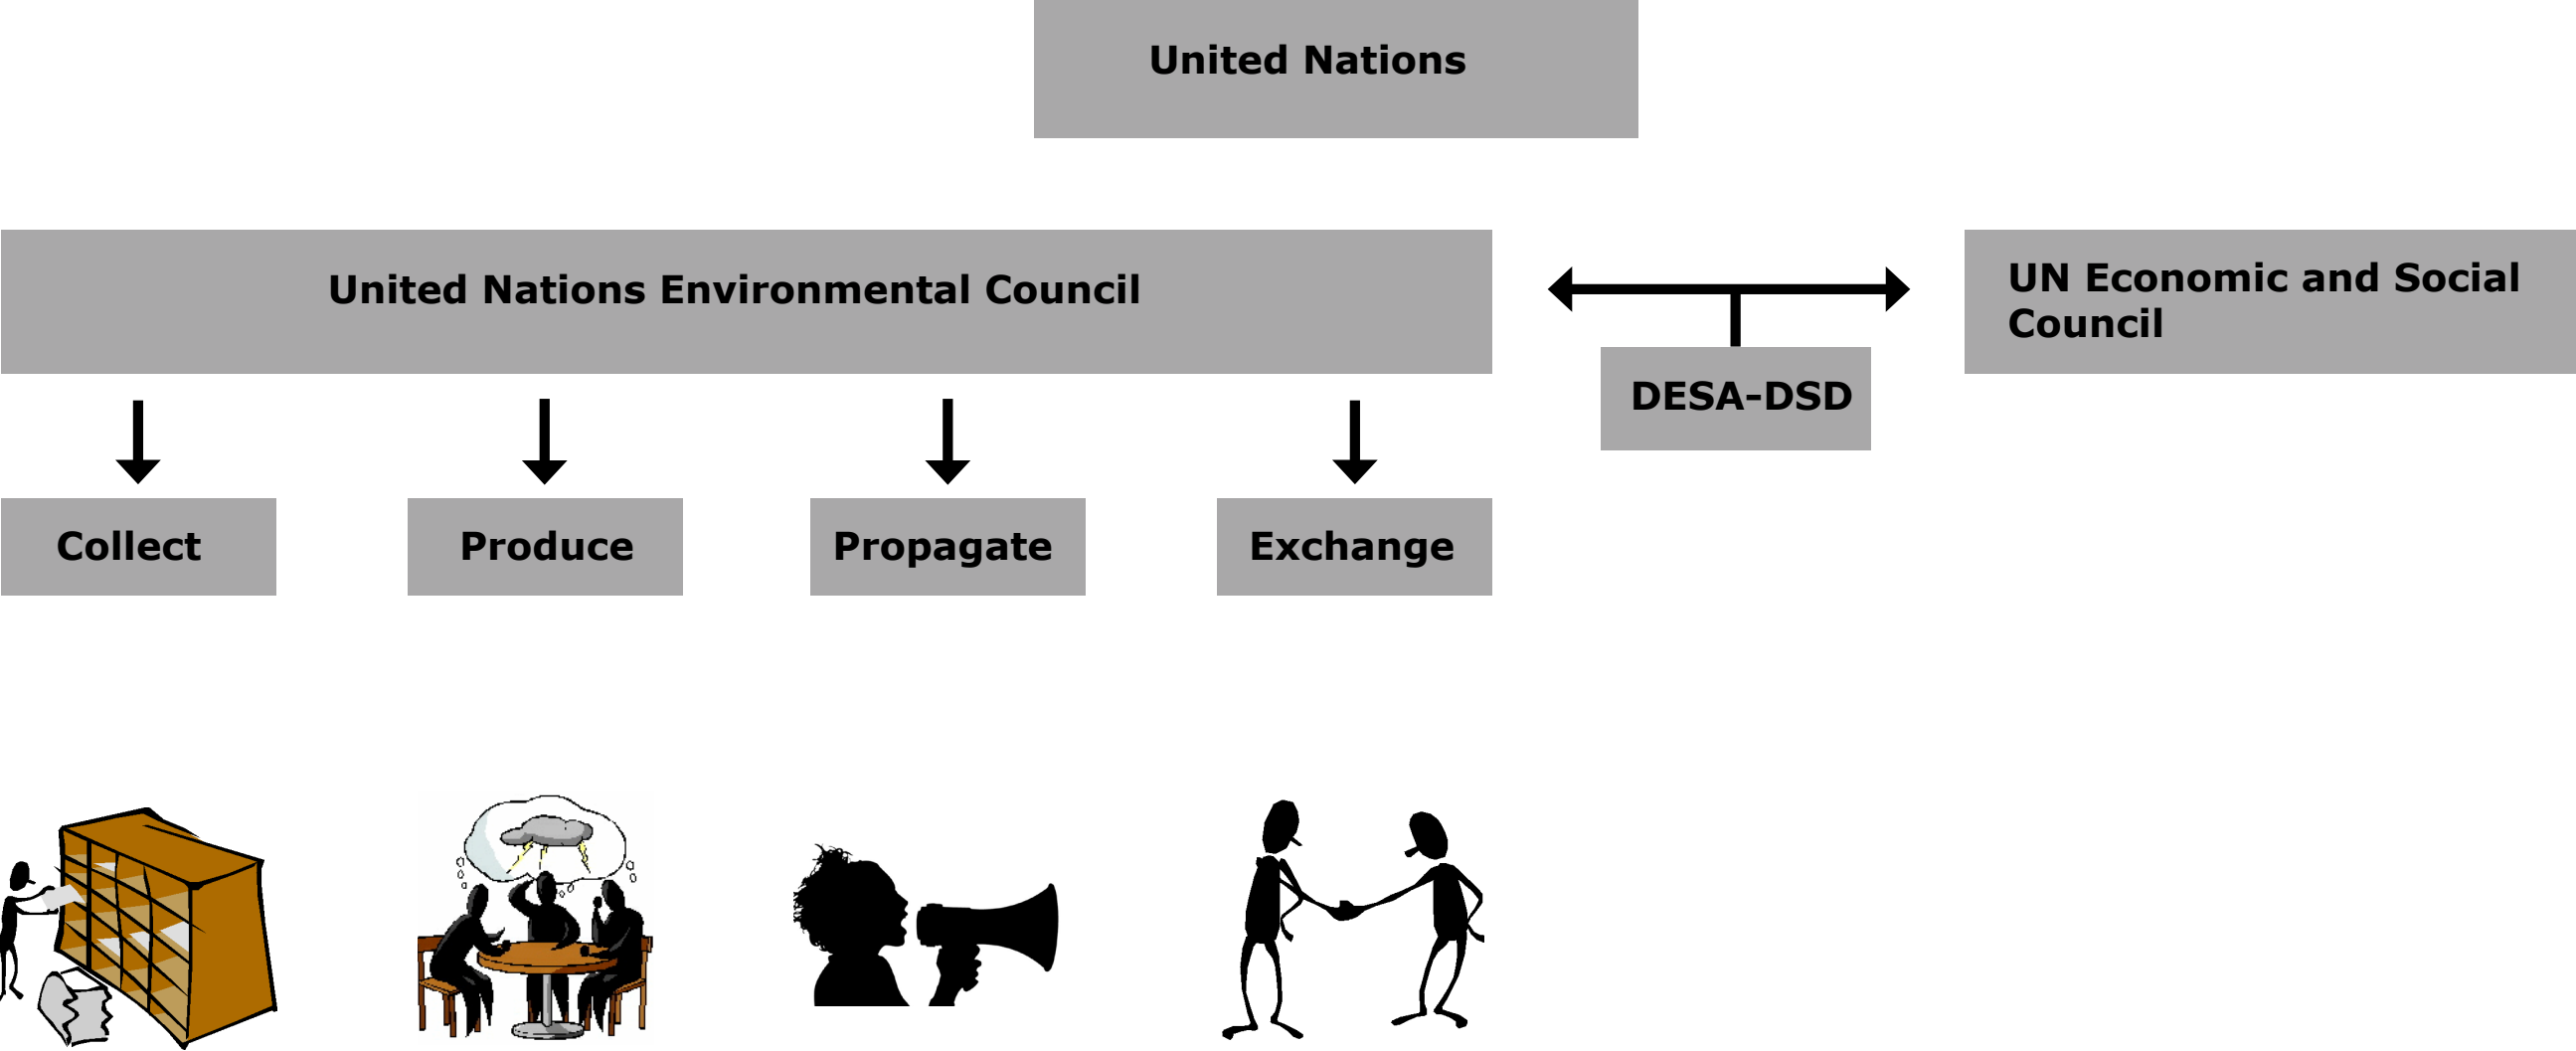 United Nations
United Nations Environmental Council
UN Economic and Social
Council
DESA-DSD
Collect
Produce
Propagate
Exchange